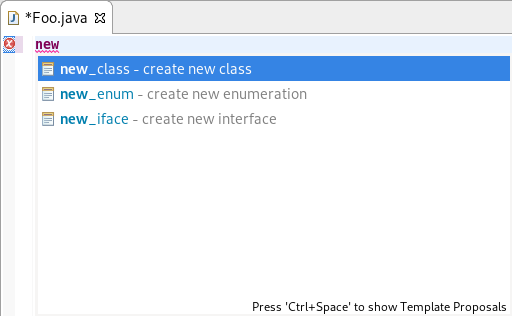 *Foo.java
new
new_class - create new class
new_enum - create new enumeration
new_iface - create new interface
Press 'Ctrl+Space' to show Template Proposals